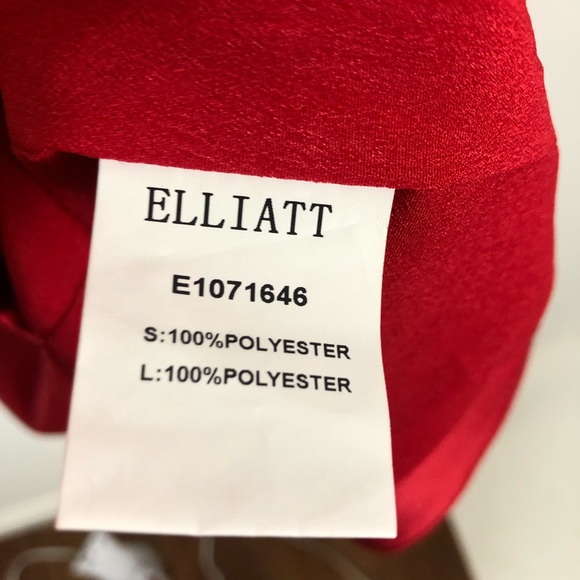 ELLIATT
E1071646
S:100%POLYESTER
L:100%POLYESTER